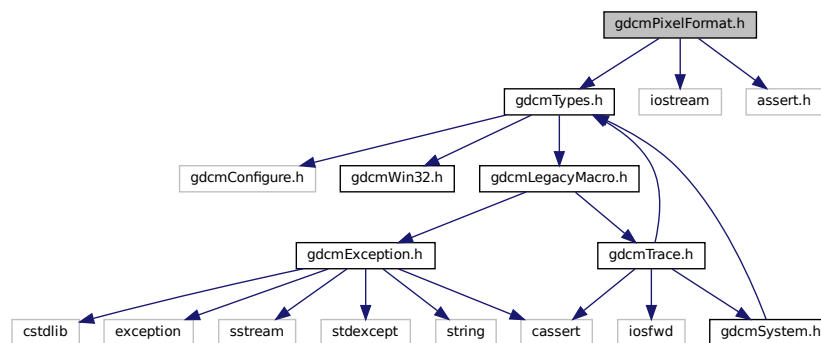 gdcmPixelFormat.h
gdcmTypes.h
iostream
assert.h
gdcmConfigure.h
gdcmWin32.h
gdcmLegacyMacro.h
gdcmException.h
gdcmTrace.h
cstdlib
exception
sstream
stdexcept
string
cassert
iosfwd
gdcmSystem.h